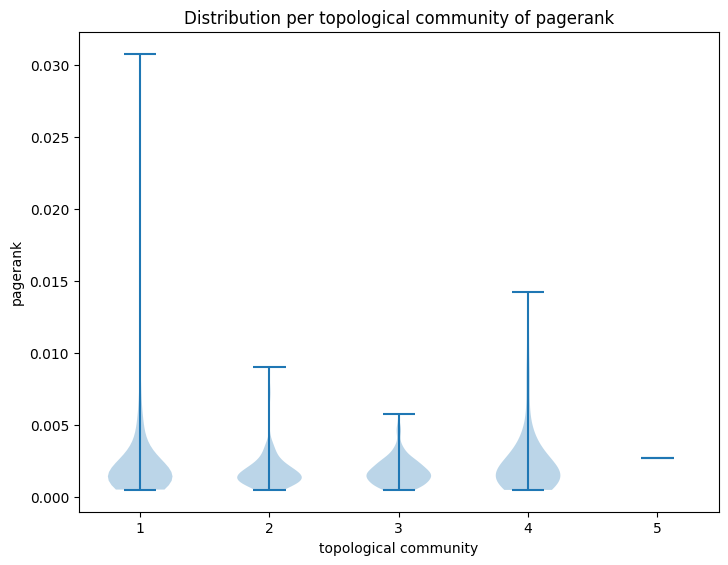 Distribution per topological community of pagerank
0.030
0.025
0.020
0.015
0.010
0.005
0.000
pagerank
1 2 3 4 5
topological community